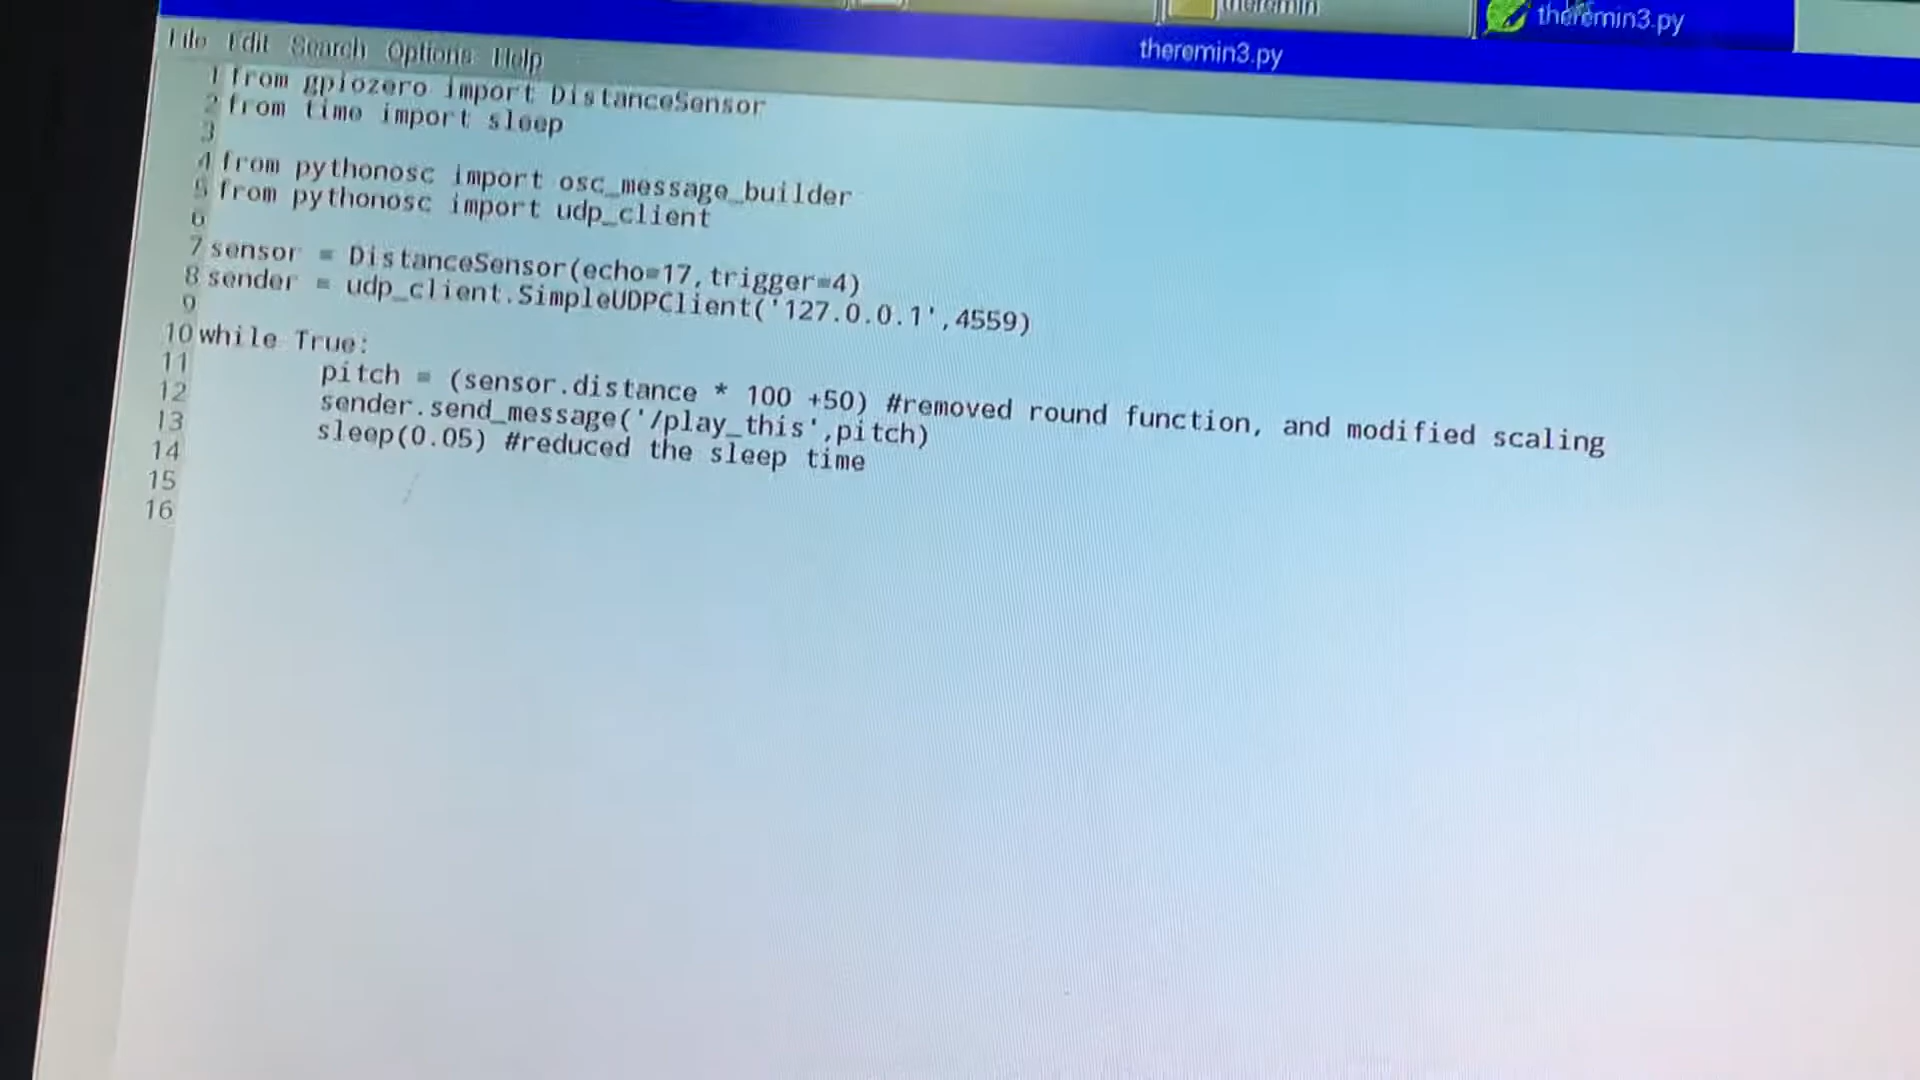 theremin
theremin3.py
theremin3.py
File Edit Search Options Help
1 from gpiozero import DistanceSensor
2 from time import sleep
3
4 from pythonosc import osc_message_builder
5 from pythonosc import udp_client
6
7 sensor = DistanceSensor(echo=17,trigger=4)
8 sender = udp_client.SimpleUDPClient('127.0.0.1',4559)
9
10 while True:
11 pitch = (sensor.distance * 100 +50) #removed round function, and modified scaling
12 sender.send_message('/play_this',pitch)
13 sleep(0.05) #reduced the sleep time
14
15
16